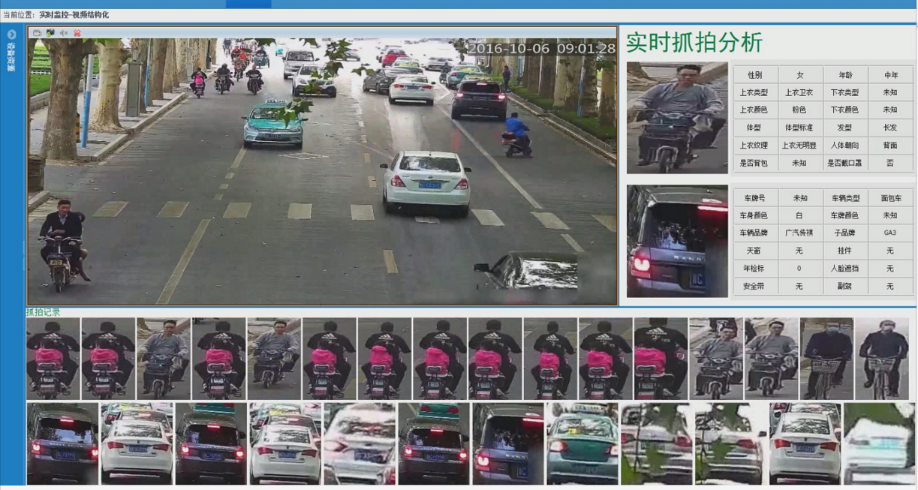 当前位置: 实时监控-视频结构化
2016-10-06 09:01:28
实时抓拍分析
性别 女 年龄 中年
上衣类型 上衣卫衣 下衣类型 未知
上衣颜色 粉色 下衣颜色 未知
体型 体型标准 发型 长发
上衣纹理 上衣无明显 人体朝向 背面
是否背包 未知 是否戴口罩 否
车牌号 未知 车辆类型 面包车
车身颜色 白 车牌颜色 未知
车辆品牌 广汽传祺 子品牌 GA3
天窗 无 挂件 无
年检标 0 人脸遮挡 无
安全带 无 副驾 无
抓拍记录